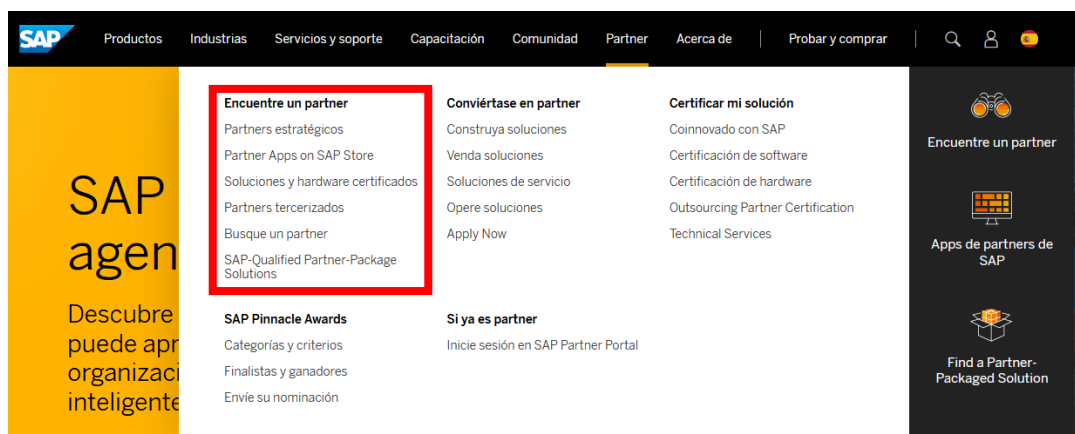 SAP Productos Industrias Servicios y soporte Capacitación Comunidad Partner Acerca de Probar y comprar
Encuentre un partner
Partners estratégicos
Partner Apps on SAP Store
Soluciones y hardware certificados
Partners tercerizados
Busque un partner
SAP-Qualified Partner-Package
Solutions
Conviértase en partner
Construya soluciones
Venda soluciones
Soluciones de servicio
Opere soluciones
Apply Now
Certificar mi solución
Coinnovado con SAP
Certificación de software
Certificación de hardware
Outsourcing Partner Certification
Technical Services
SAP Pinnacle Awards
Categorías y criterios
Finalistas y ganadores
Envíe su nominación
Si ya es partner
Inicie sesión en SAP Partner Portal
Encuentre un partner
Apps de partners de
SAP
Find a Partner-
Packaged Solution
SAP
agen
Descubre
puede apr
organizaci
inteligente